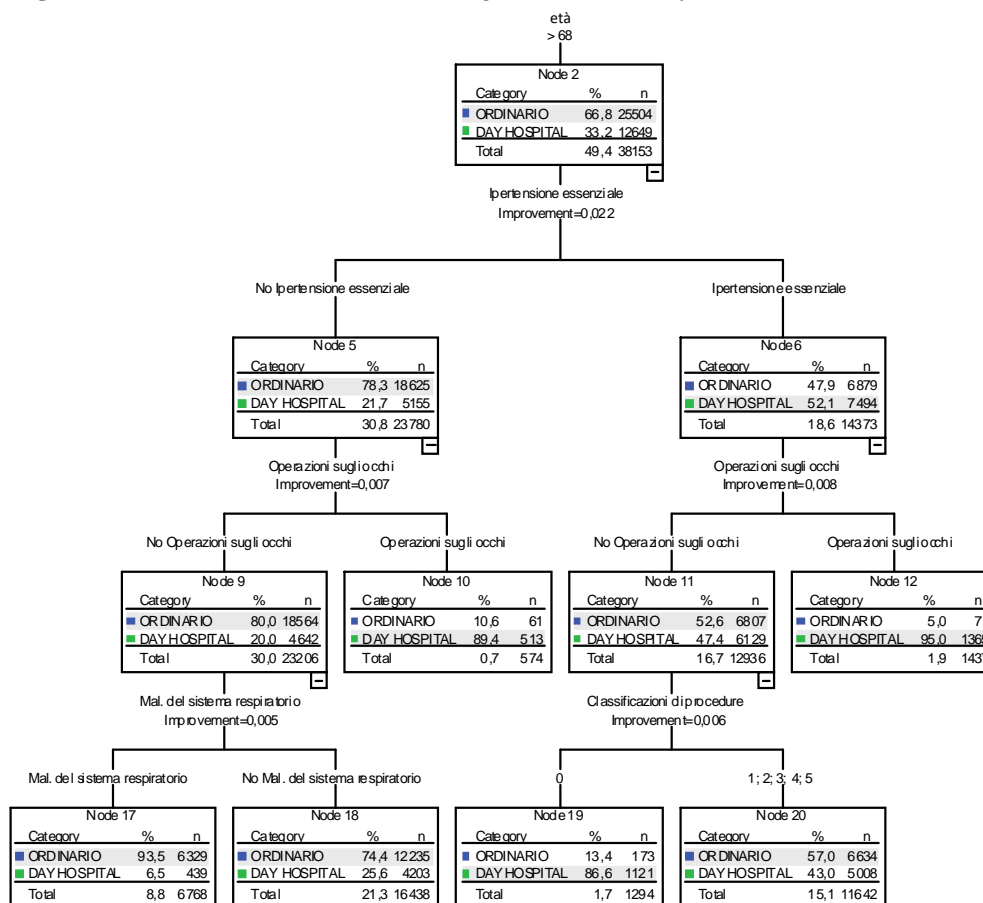 età
> 68
Node 2
Category % n
ORDINARIO 66,8 25504
DAY HOSPITAL 33,2 12649
Total 49,4 38153
Ipertensione essenziale
Improvement=0,022
No Ipertensione essenziale
Ipertensione essenziale
Node 5
Category % n
ORDINARIO 78,3 18625
DAY HOSPITAL 21,7 5155
Total 30,8 23780
Node 6
Category % n
ORDINARIO 47,9 6879
DAY HOSPITAL 52,1 7494
Total 18,6 14373
Operazioni sugli occhi
Improvement=0,007
Operazioni sugli occhi
Improvement=0,008
No Operazioni sugli occhi
Operazioni sugli occhi
No Operazioni sugli occhi
Operazioni sugli occhi
Node 9
Category % n
ORDINARIO 80,0 18564
DAY HOSPITAL 20,0 4642
Total 30,0 23206
Node 10
Category % n
ORDINARIO 10,6 61
DAY HOSPITAL 89,4 513
Total 0,7 574
Node 11
Category % n
ORDINARIO 52,6 6807
DAY HOSPITAL 47,4 6129
Total 16,7 12936
Node 12
Category % n
ORDINARIO 5,0
DAY HOSPITAL 95,0
Total 1,9
Mal. del sistema respiratorio
Improvement=0,005
Classificazioni di procedure
Improvement=0,006
Mal. del sistema respiratorio
No Mal. del sistema respiratorio
0
1; 2; 3; 4; 5
Node 17
Category % n
ORDINARIO 93,5 6329
DAY HOSPITAL 6,5 439
Total 8,8 6768
Node 18
Category % n
ORDINARIO 74,4 12235
DAY HOSPITAL 25,6 4203
Total 21,3 16438
Node 19
Category % n
ORDINARIO 13,4 173
DAY HOSPITAL 86,6 1121
Total 1,7 1294
Node 20
Category % n
ORDINARIO 57,0 6634
DAY HOSPITAL 43,0 5008
Total 15,1 11642